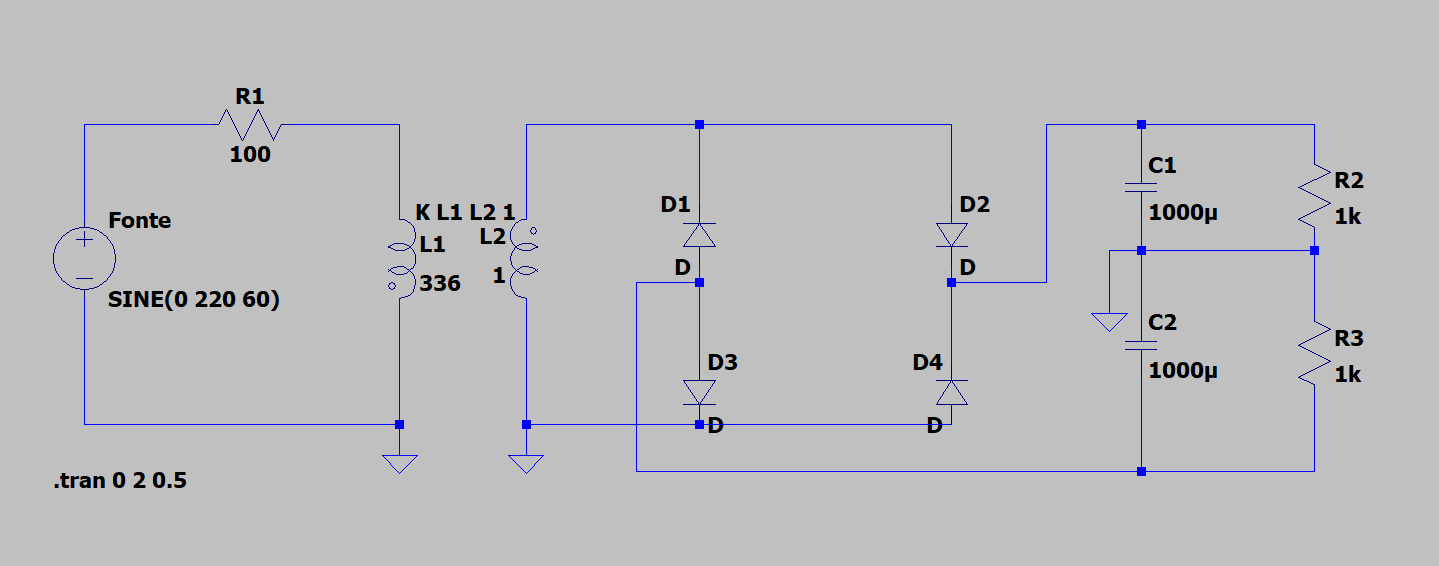 R1
100
Fonte
SINE(0 220 60)
K L1 L2 1
L1
336
L2
1
D1
D
D2
D
D3
D
D4
D
C1
1000µ
R2
1k
C2
1000µ
R3
1k
.tran 0 2 0.5